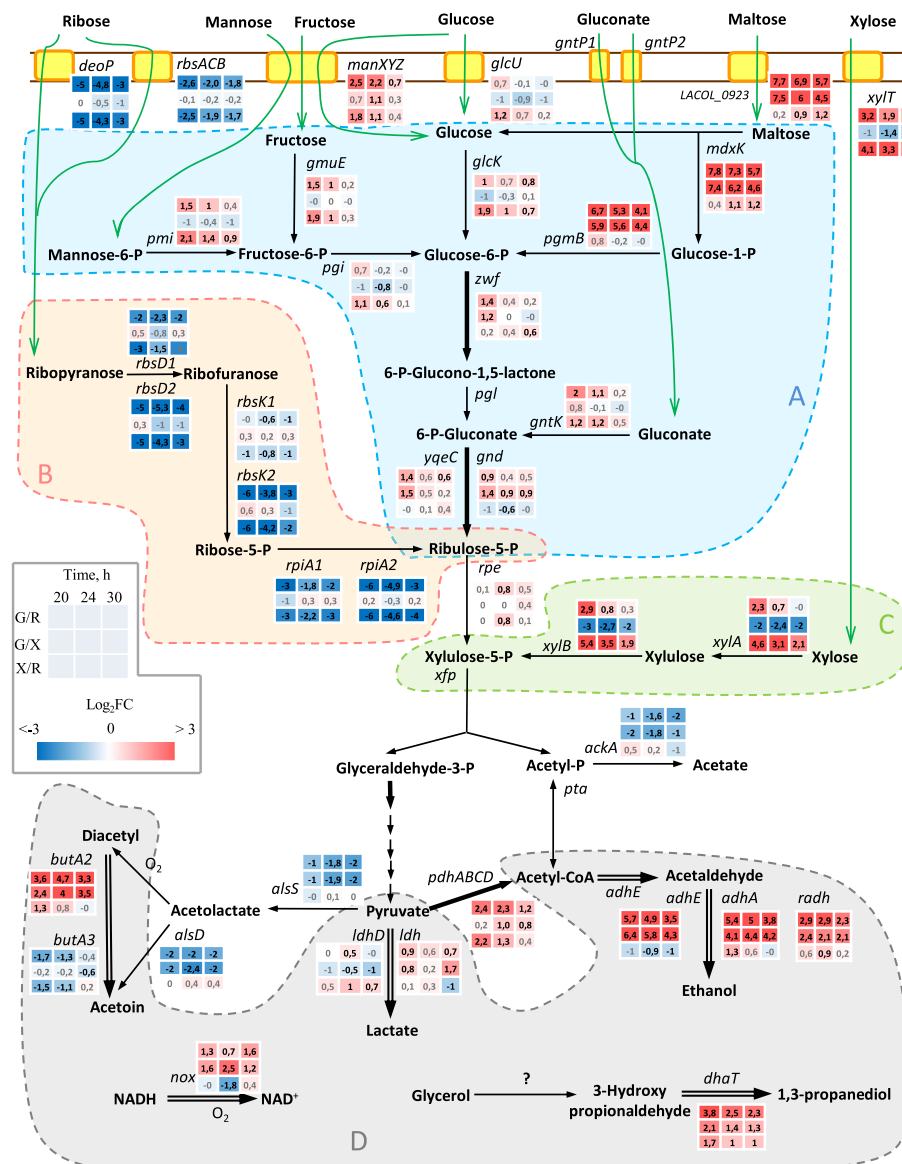 Ribose Mannose Fructose Glucose Gluconate Maltose Xylose
gntP1 gntP2
deoP rbsACB manXYZ glcU
-5 -4,8 -3
0 -0,5 -1
-5 -4,3 -3
-2,6 -2,0 -1,8
-0,1 -0,2 -0,2
-2,5 -1,9 -1,7
2,5 2,2 0,7
0,7 1,1 0,3
1,8 1,1 0,4
0,7 -0,1 -0
-1 -0,9 -1
1,2 0,7 0,2
LACOL_0923
7,7 6,9 5,7
7,5 6 4,5
0,2 0,9 1,2
xylT
3,2 1,9
-1 -1,4
4,1 3,3
Fructose Glucose Maltose
gmuE
1,5 1 0,2
-0 0 -0
1,9 1 0,3
glcK
1 0,7 0,8
-1 -0,3 0,1
1,9 1 0,7
mdxK
7,8 7,3 5,7
7,4 6,2 4,6
0,4 1,1 1,2
pmi
1,5 1 0,4
-1 -0,4 -1
2,1 1,4 0,9
pgmB
6,7 5,3 4,1
5,9 5,6 4,4
0,8 -0,2 -0
Mannose-6-P Fructose-6-P Glucose-6-P Glucose-1-P
pgi
0,7 -0,2 -0
-1 -0,8 -0
1,1 0,6 0,1
zwf
1,4 0,4 0,2
1,2 0 -0
0,2 0,4 0,6
-2 -2,3 -2
0,5 -0,8 0,3
-3 -1,5
rbsD1
Ribopyranose Ribofuranose
rbsD2
-5 -5,3 -4
0,3 -1 -1
-5 -4,3 -3
6-P-Glucono-1,5-lactone
A
pgl
rbsK1
-0 -0,6 -1
0,3 0,2 0,3
-1 -0,8 -1
gntK
2 1,1 0,2
0,8 -0,1 -0
1,2 1,2 0,5
6-P-Gluconate Gluconate
B
yqeC
1,4 0,6 0,6
1,5 0,5 0,2
-0 0,1 0,4
gnd
0,9 0,4 0,5
1,4 0,9 0,9
-1 -0,6 -0
rbsK2
-6 -3,8 -3
0,6 0,3 -1
-6 -4,2 -2
Ribose-5-P Ribulose-5-P
rpiA1
-3 -1,8 -2
-1 0,3 0,3
-3 -2,2 -3
rpiA2
-6 -4,9 -3
0,2 -0,3 0,2
-6 -4,6 -4
rpe
0,1 0,8 0,5
0 0 0,4
0 0,8 0,1
Time, h
20 24 30
G/R
G/X
X/R
Log2FC
<-3 0 > 3
C
xylB
2,9 0,8 0,3
-3 -2,7 -2
5,4 3,5 1,9
xylA
2,3 0,7 -0
-2 -2,4 -2
4,6 3,1 2,1
Xylulose-5-P Xylulose Xylose
xfp
ackA
-1 -1,6 -2
-2 -1,8 -1
0,5 0,2 -1
Glyceraldehyde-3-P Acetyl-P Acetate
pta
Diacetyl
butA2
3,6 4,7 3,3
2,4 4 3,5
1,3 0,8 -0
O2
alsS
-1 -1,8 -2
-1 -1,9 -2
-0 0,1 0
pdhABCD
Acetyl-CoA Acetaldehyde
adhE
2,4 2,3 1,2
0,2 1,0 0,8
2,2 1,3 0,4
Acetolactate Pyruvate
adhE adhA radh
5,7 4,9 3,5
6,4 5,8 4,3
-1 -0,9 -1
5,4 5 3,8
4,1 4,4 4,2
1,3 0,6 -0
2,9 2,9 2,3
2,4 2,1 2,1
0,6 0,9 0,2
butA3
-1,7 -1,3 -0,4
-0,2 -0,2 -0,6
-1,5 -1,1 0,2
alsD
-2 -2 -2
-2 -2,4 -2
0 0,4 0,4
ldhD ldh
0 0,5 -0
-1 -0,5 -1
0,5 1 0,7
0,9 0,6 0,7
0,8 0,2 1,7
0,1 0,3 -1
Acetoin Lactate Ethanol
nox
1,3 0,7 1,6
1,6 2,5 1,2
-0 -1,8 0,4
NADH NAD+
O2
D
Glycerol ? 3-Hydroxy
propionaldehyde
dhaT
1,3-propanediol
3,8 2,5 2,3
2,1 1,4 1,3
1,7 1 1